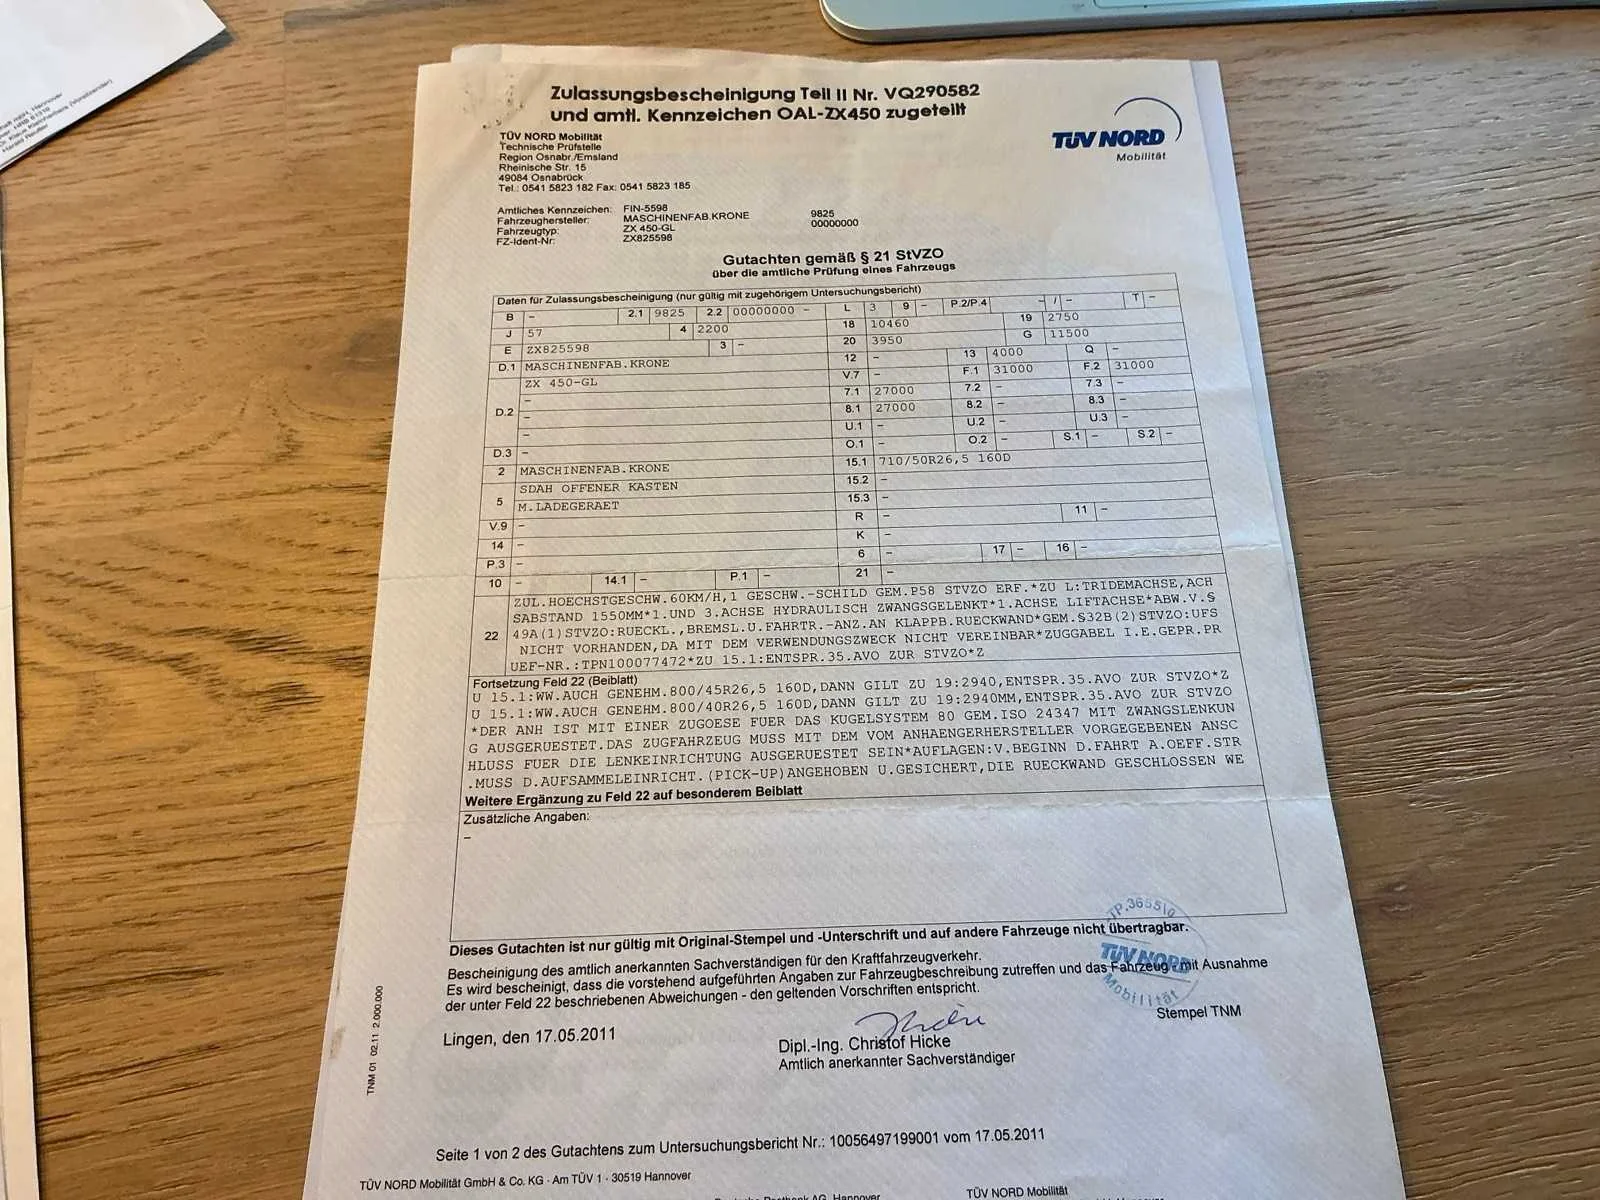 Zulassungsbescheinigung Teil II Nr. VQ290582
und amtl. Kennzeichen OAL-ZX450 zugeteilt
TÜV NORD
Mobilität
TÜV NORD Mobilität
Technische Prüfstelle
Region Osnabr./Emsland
Rheinische Str. 15
49084 Osnabrück
Tel.: 0541 5823 182 Fax: 0541 5823 185
Amtliches Kennzeichen: FIN-5598
Fahrzeughersteller: MASCHINENFAB.KRONE 9825
Fahrzeugtyp: ZX 450-GL 00000000
FZ-Ident-Nr: ZX825598
Gutachten gemäß § 21 StVZO
über die amtliche Prüfung eines Fahrzeugs
Daten für Zulassungsbescheinigung (nur gültig mit zugehörigem Untersuchungsbericht)
B - 2.1 9825 2.2 00000000 - L 3 9 - P.2/P.4 - / - T -
J 57 4 2200 18 10460 19 2750
E ZX825598 3 - 20 3950 G 11500
D.1 MASCHINENFAB.KRONE 12 - 13 4000 Q -
D.2 ZX 450-GL V.7 - F.1 31000 F.2 31000
- 7.1 27000 7.2 - 7.3 -
- 8.1 27000 8.2 - 8.3 -
- U.1 - U.2 - U.3 -
D.3 - O.1 - O.2 - S.1 - S.2 -
2 MASCHINENFAB.KRONE 15.1 710/50R26,5 160D
5 SDAH OFFENER KASTEN 15.2 -
M.LADEGERAET 15.3 -
V.9 - R - 11 -
14 - K -
P.3 - 6 - 17 - 16 -
10 - 14.1 - P.1 - 21 -
22 ZUL.HOECHSTGESCHW.60KM/H,1 GESCHW.-SCHILD GEM.P58 STVZO ERF.*ZU L:TRIDEMACHSE,ACH
SABSTAND 1550MM*1.UND 3.ACHSE HYDRAULISCH ZWANGSGELENKT*1.ACHSE LIFTACHSE*ABW.V.§
49A(1)STVZO:RUECKL.,BREMSL.U.FAHRTR.-ANZ.AN KLAPPB.RUECKWAND*GEM.§32B(2)STVZO:UFS
NICHT VORHANDEN,DA MIT DEM VERWENDUNGSZWECK NICHT VEREINBAR*ZUGGABEL I.E.GEPR.PR
UEF-NR.:TPN100077472*ZU 15.1:ENTSPR.35.AVO ZUR STVZO*Z
Fortsetzung Feld 22 (Beiblatt)
U 15.1:WW.AUCH GENEHM.800/45R26,5 160D,DANN GILT ZU 19:2940,ENTSPR.35.AVO ZUR STVZO*Z
U 15.1:WW.AUCH GENEHM.800/40R26,5 160D,DANN GILT ZU 19:2940MM,ENTSPR.35.AVO ZUR STVZO
*DER ANH IST MIT EINER ZUGOESE FUER DAS KUGELSYSTEM 80 GEM.ISO 24347 MIT ZWANGSLENKUN
G AUSGERUESTET.DAS ZUGFAHRZEUG MUSS MIT DEM VOM ANHAENGERHERSTELLER VORGEGEBENEN ANSC
HLUSS FUER DIE LENKEINRICHTUNG AUSGERUESTET SEIN*AUFLAGEN:V.BEGINN D.FAHRT A.OEFF.STR
.MUSS D.AUFSAMMELEINRICHT.(PICK-UP)ANGEHOBEN U.GESICHERT,DIE RUECKWAND GESCHLOSSEN WE
Weitere Ergänzung zu Feld 22 auf besonderem Beiblatt
Zusätzliche Angaben:
-
Dieses Gutachten ist nur gültig mit Original-Stempel und -Unterschrift und auf andere Fahrzeuge nicht übertragbar.
Bescheinigung des amtlich anerkannten Sachverständigen für den Kraftfahrzeugverkehr.
Es wird bescheinigt, dass die vorstehend aufgeführten Angaben zur Fahrzeugbeschreibung zutreffen und das Fahrzeug - mit Ausnahme
der unter Feld 22 beschriebenen Abweichungen - den geltenden Vorschriften entspricht.
TÜV NORD
Mobilität
Stempel TNM
Lingen, den 17.05.2011
Dipl.-Ing. Christof Hicke
Amtlich anerkannter Sachverständiger
TNM 01 02.11 2.000.000
Seite 1 von 2 des Gutachtens zum Untersuchungsbericht Nr.: 10056497199001 vom 17.05.2011
TÜV NORD Mobilität GmbH & Co. KG · Am TÜV 1 · 30519 Hannover
AG, Hannover
TÜV NORD Mobilität